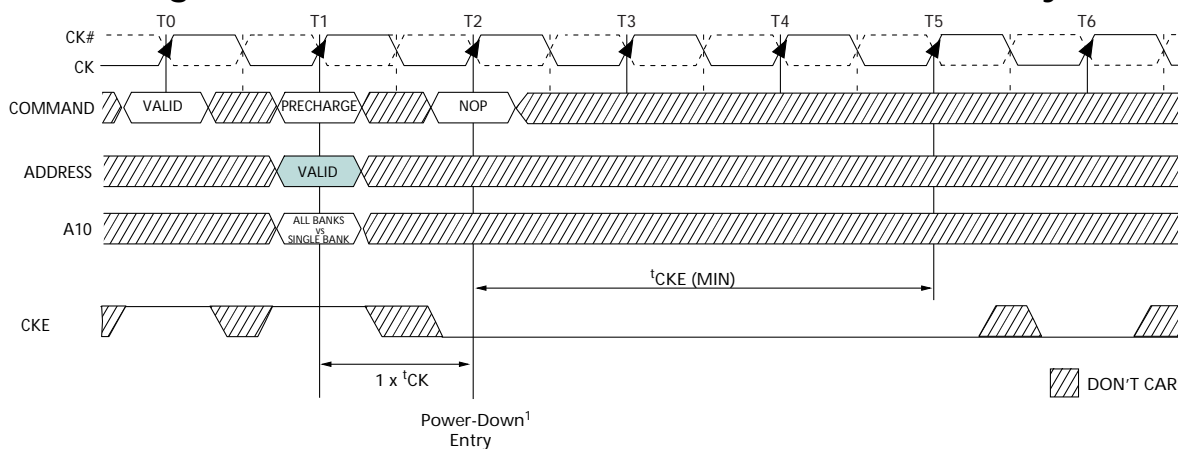 T0 T1 T2 T3 T4 T5 T6
CK#
CK
COMMAND VALID PRECHARGE NOP
ADDRESS VALID
A10 ALL BANKS
vs
SINGLE BANK
tCKE (MIN)
CKE
1 x tCK
DON'T CAR
Power-Down1
Entry